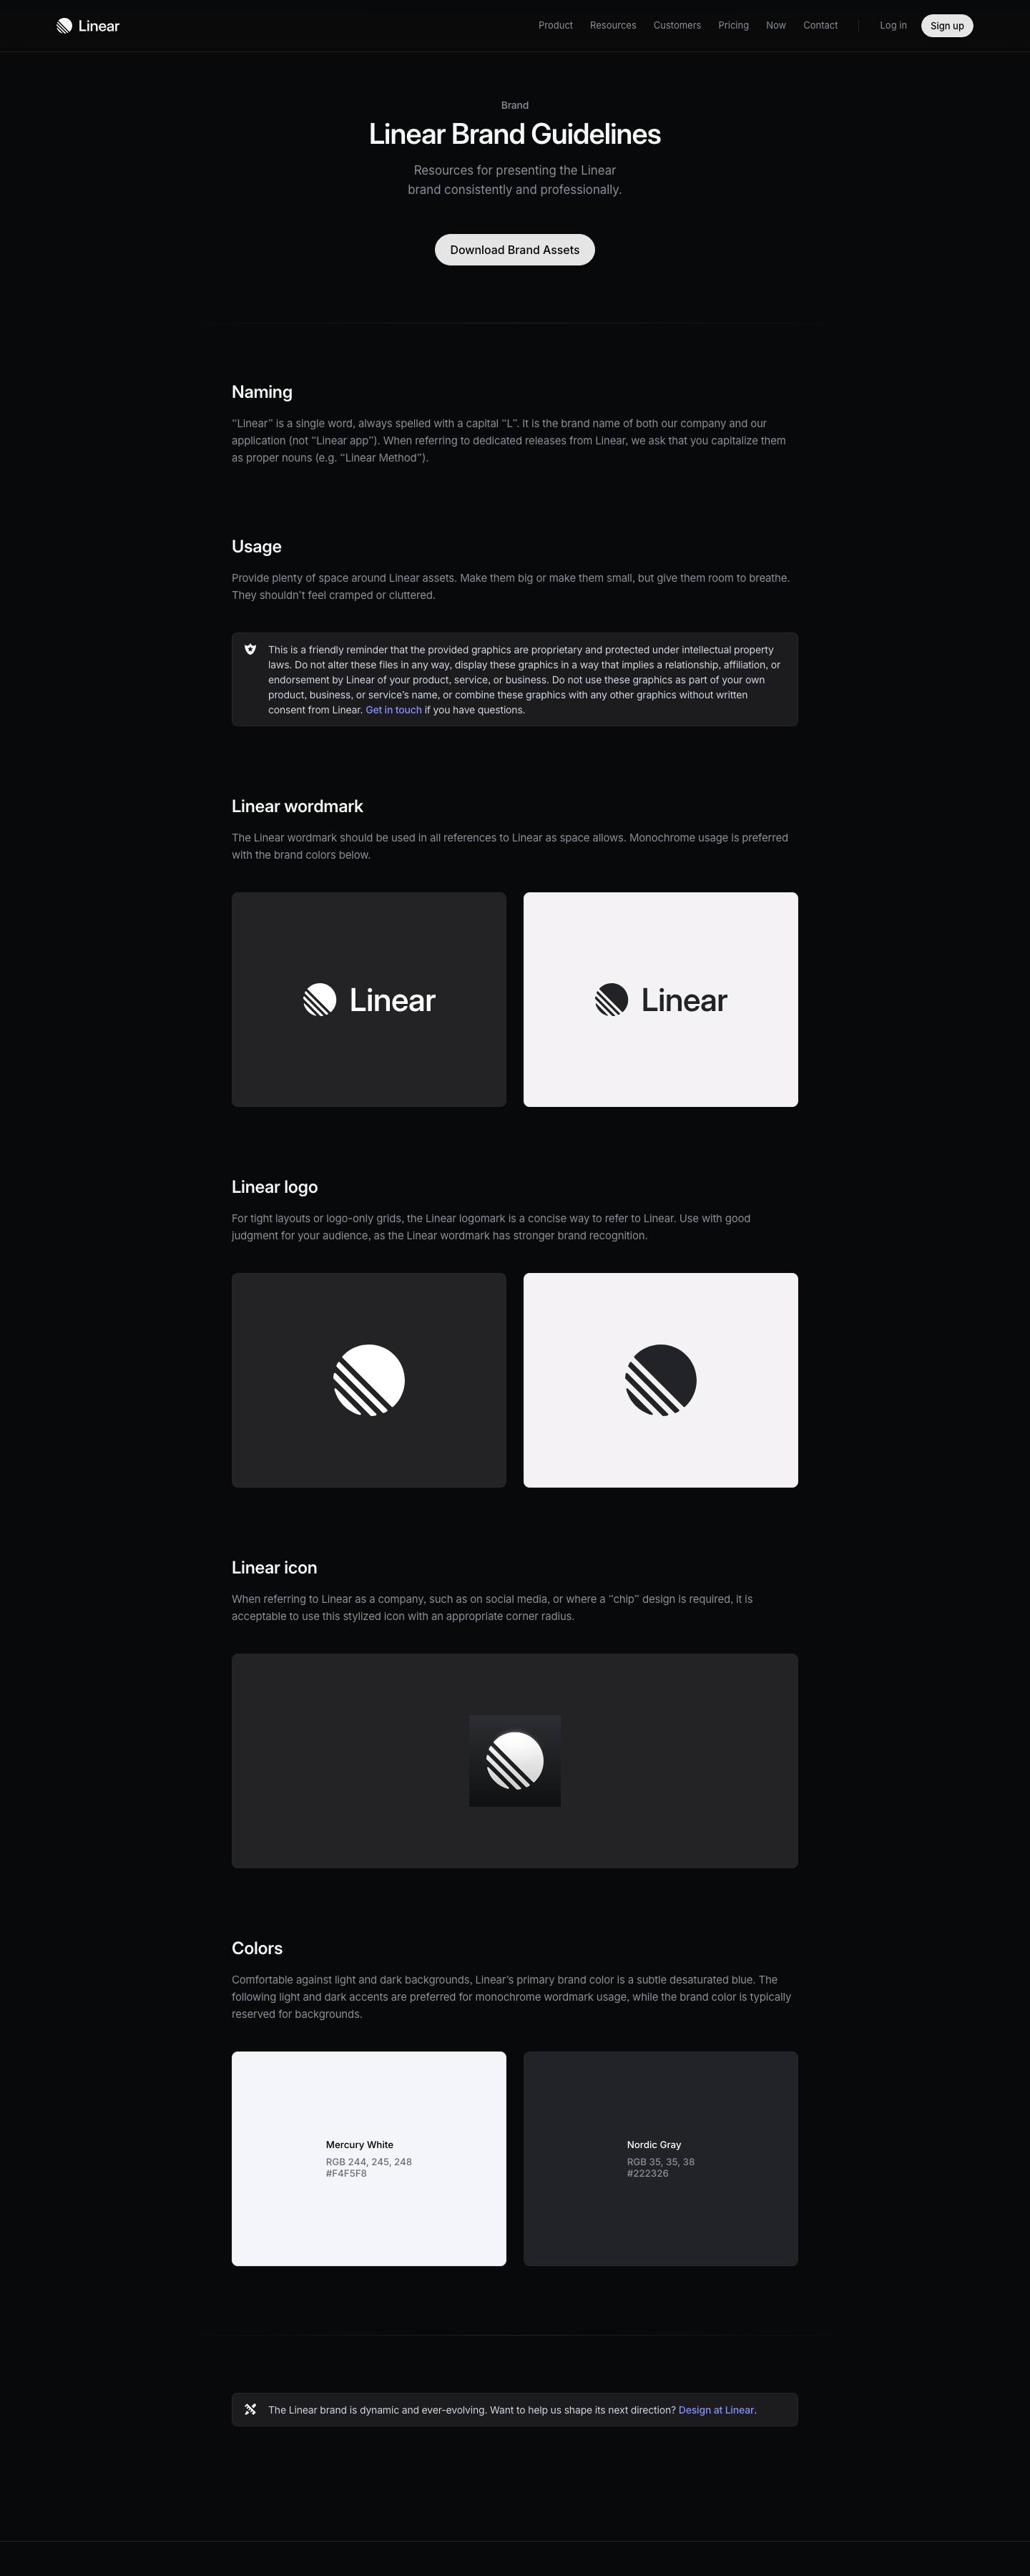 Linear
Product Resources Customers Pricing Now Contact Log in Sign up
Brand
Linear Brand Guidelines
Resources for presenting the Linear
brand consistently and professionally.
Download Brand Assets
Naming
“Linear” is a single word, always spelled with a capital “L”. It is the brand name of both our company and our
application (not “Linear app”). When referring to dedicated releases from Linear, we ask that you capitalize them
as proper nouns (e.g. “Linear Method”).
Usage
Provide plenty of space around Linear assets. Make them big or make them small, but give them room to breathe.
They shouldn’t feel cramped or cluttered.
This is a friendly reminder that the provided graphics are proprietary and protected under intellectual property
laws. Do not alter these files in any way, display these graphics in a way that implies a relationship, affiliation, or
endorsement by Linear of your product, service, or business. Do not use these graphics as part of your own
product, business, or service’s name, or combine these graphics with any other graphics without written
consent from Linear. Get in touch if you have questions.
Linear wordmark
The Linear wordmark should be used in all references to Linear as space allows. Monochrome usage is preferred
with the brand colors below.
Linear
Linear
Linear logo
For tight layouts or logo-only grids, the Linear logomark is a concise way to refer to Linear. Use with good
judgment for your audience, as the Linear wordmark has stronger brand recognition.
Linear icon
When referring to Linear as a company, such as on social media, or where a “chip” design is required, it is
acceptable to use this stylized icon with an appropriate corner radius.
Colors
Comfortable against light and dark backgrounds, Linear’s primary brand color is a subtle desaturated blue. The
following light and dark accents are preferred for monochrome wordmark usage, while the brand color is typically
reserved for backgrounds.
Mercury White
RGB 244, 245, 248
#F4F5F8
Nordic Gray
RGB 35, 35, 38
#222326
The Linear brand is dynamic and ever-evolving. Want to help us shape its next direction? Design at Linear.